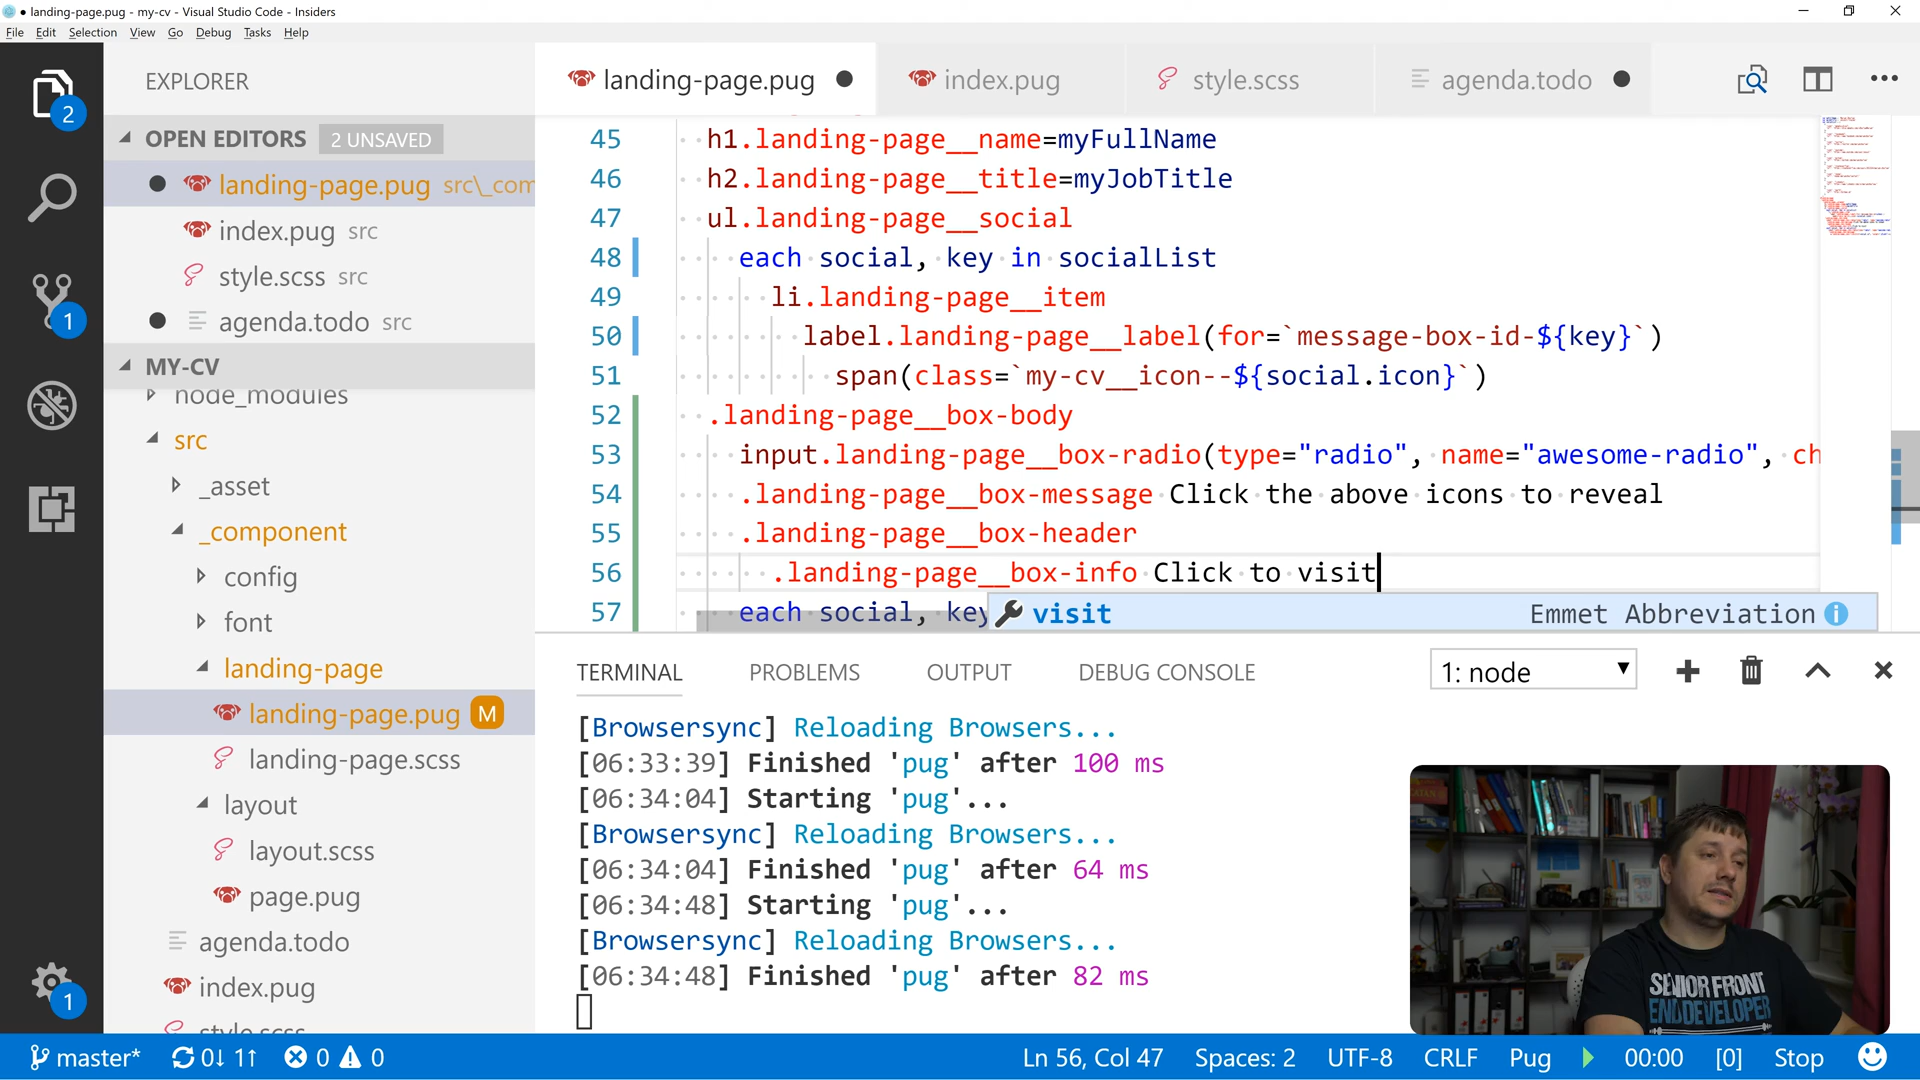 landing-page.pug - my-cv - Visual Studio Code - Insiders
File Edit Selection View Go Debug Tasks Help
EXPLORER
landing-page.pug
index.pug
style.scss
agenda.todo
2
OPEN EDITORS 2 UNSAVED
landing-page.pug src\_com
index.pug src
style.scss src
agenda.todo src
1
MY-CV
node_modules
src
_asset
_component
config
font
landing-page
landing-page.pug M
landing-page.scss
layout
layout.scss
page.pug
agenda.todo
index.pug
style.scss
1
45 h1.landing-page__name=myFullName
46 h2.landing-page__title=myJobTitle
47 ul.landing-page__social
48 each social, key in socialList
49 li.landing-page__item
50 label.landing-page__label(for=`message-box-id-${key}`)
51 span(class=`my-cv__icon--${social.icon}`)
52 .landing-page__box-body
53 input.landing-page__box-radio(type="radio", name="awesome-radio", ch
54 .landing-page__box-message Click the above icons to reveal
55 .landing-page__box-header
56 .landing-page__box-info Click to visit
57 each social, key
visit Emmet Abbreviation
TERMINAL PROBLEMS OUTPUT DEBUG CONSOLE 1: node
[Browsersync] Reloading Browsers...
[06:33:39] Finished 'pug' after 100 ms
[06:34:04] Starting 'pug'...
[Browsersync] Reloading Browsers...
[06:34:04] Finished 'pug' after 64 ms
[06:34:48] Starting 'pug'...
[Browsersync] Reloading Browsers...
[06:34:48] Finished 'pug' after 82 ms
SENIOR FRONT
END DEVELOPER
master* 0↓ 1↑ 0 0 Ln 56, Col 47 Spaces: 2 UTF-8 CRLF Pug 00:00 [0] Stop